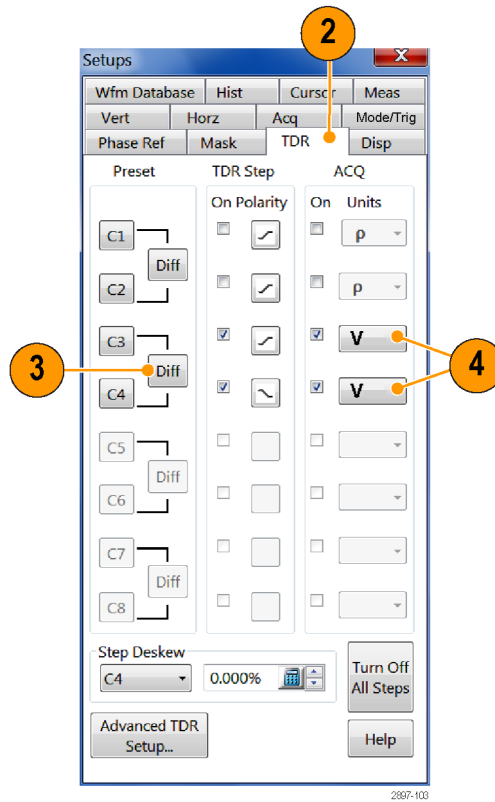 2
Setups
X
Wfm Database Hist Cursor Meas
Vert Horz Acq Mode/Trig
Phase Ref Mask TDR Disp
Preset TDR Step ACQ
On Polarity On Units
C1 ρ
Diff
C2 ρ
C3 V
3 Diff 4
C4 V
C5
Diff
C6
C7
Diff
C8
Step Deskew
C4 0.000% Turn Off
All Steps
Advanced TDR
Setup... Help
2897-103